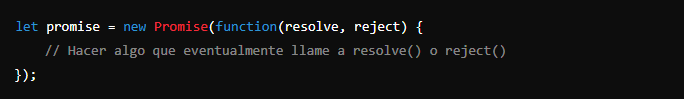 let promise = new Promise(function(resolve, reject) {
    // Hacer algo que eventualmente llame a resolve() o reject()
});